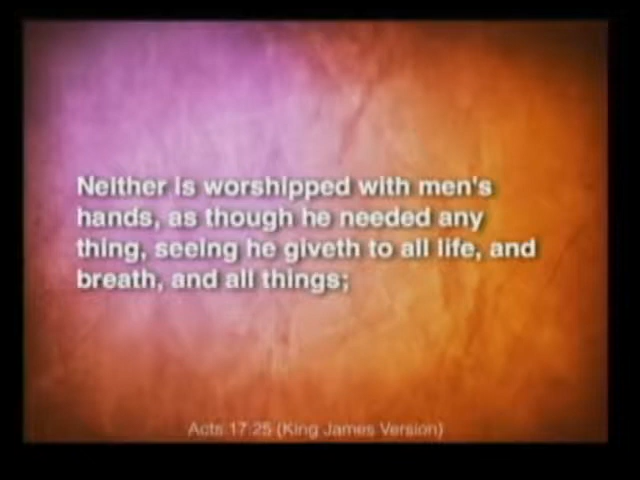 Neither is worshipped with men's
hands, as though he needed any
thing, seeing he giveth to all life, and
breath, and all things;
Acts 17:25 (King James Version)